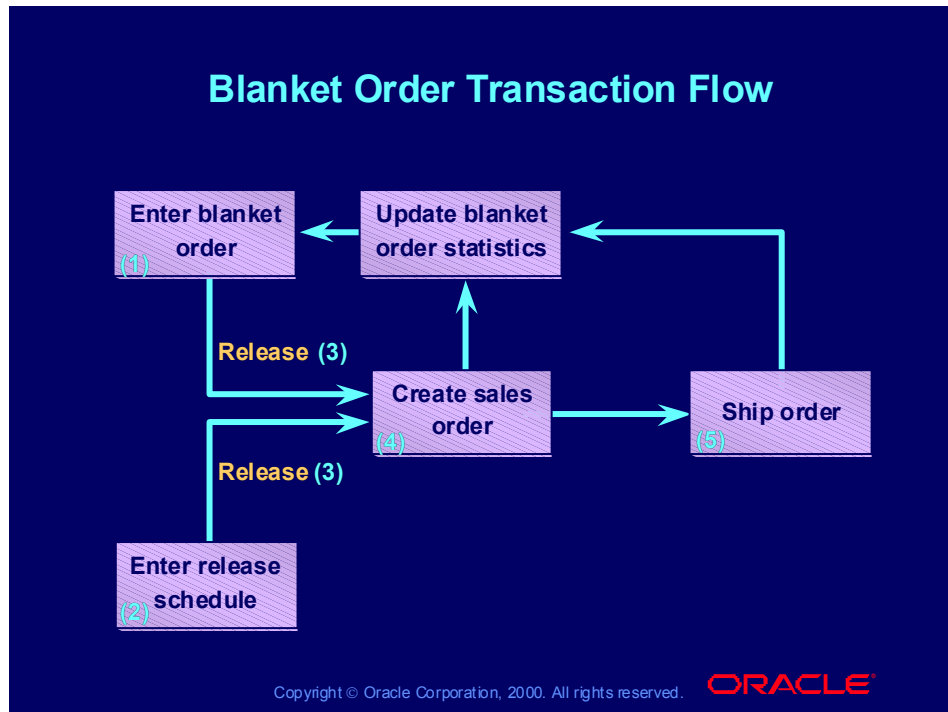 Blanket Order Transaction Flow
Enter blanket
order
(1)
Update blanket
order statistics
Release (3)
Create sales
order
(4)
Ship order
(5)
Release (3)
Enter release
schedule
(2)
Copyright © Oracle Corporation, 2000. All rights reserved.
ORACLE®